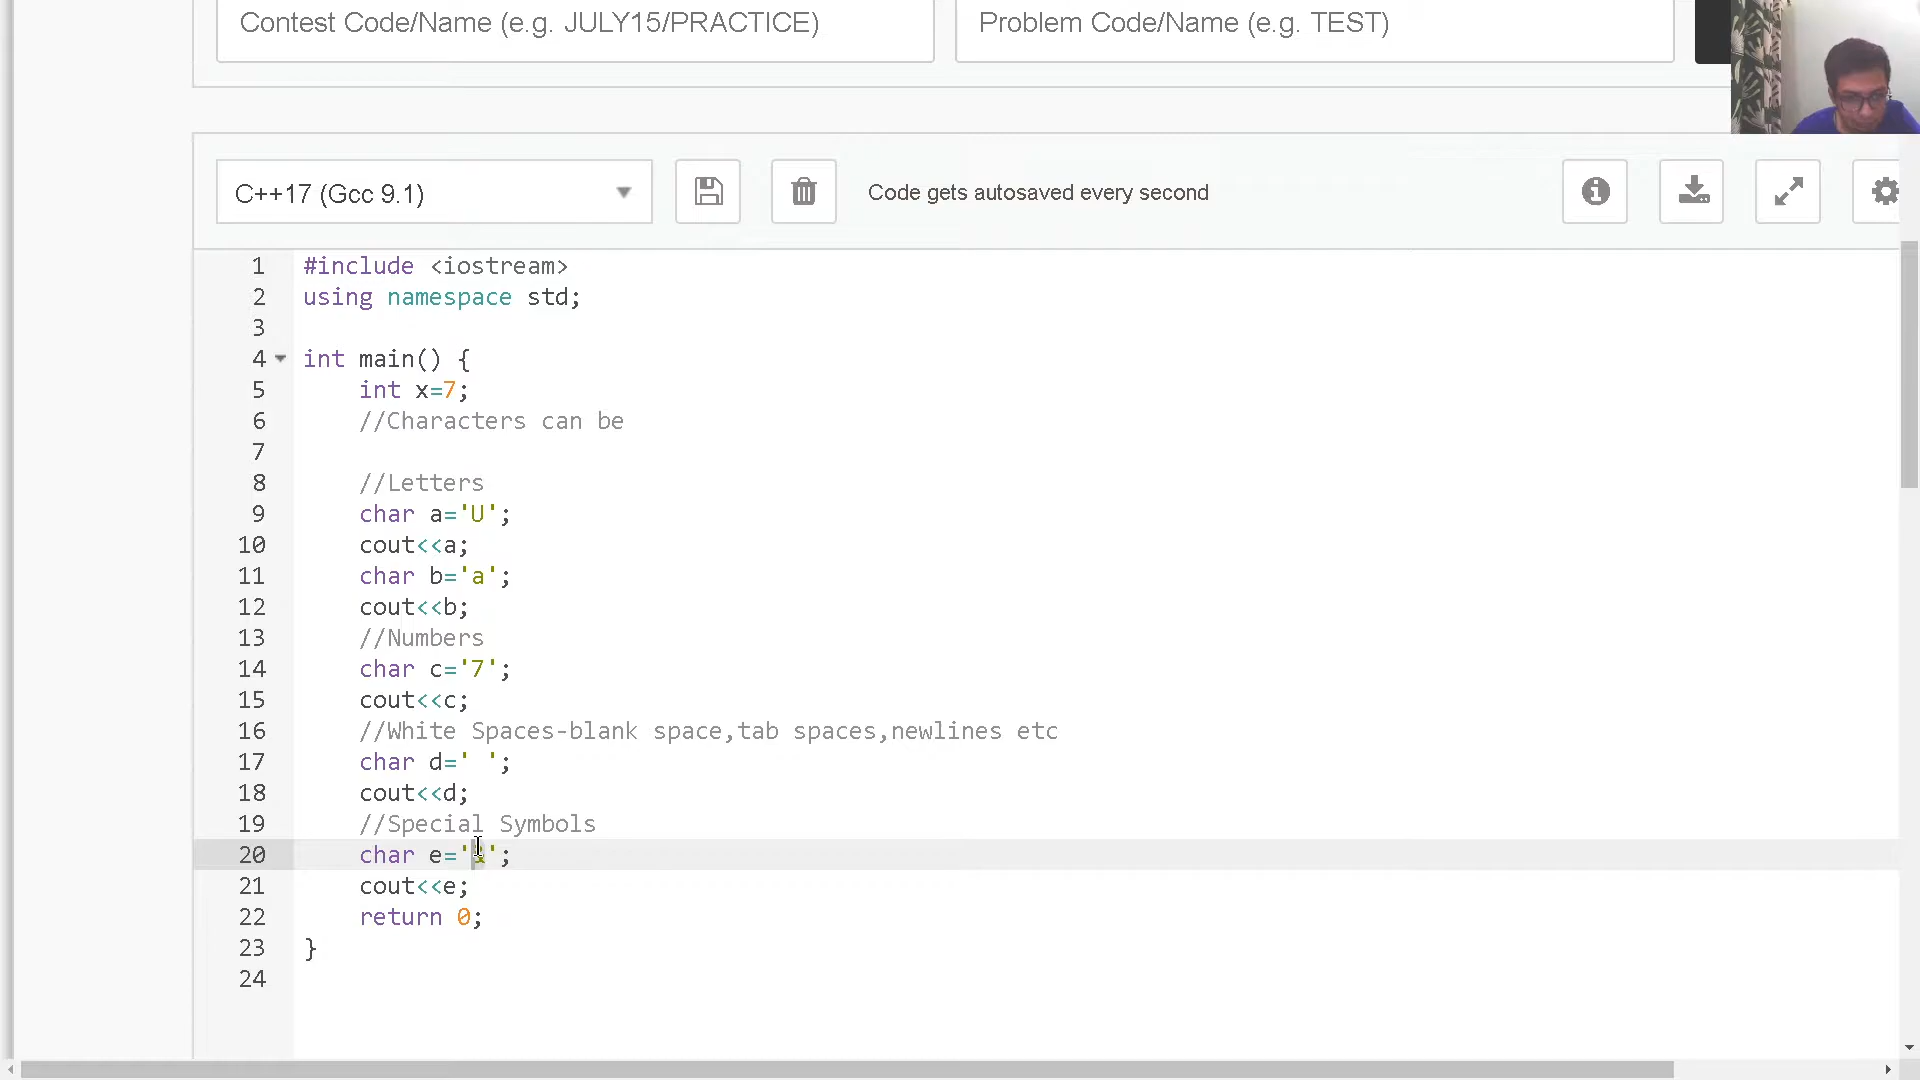 Contest Code/Name (e.g. JULY15/PRACTICE)
Problem Code/Name (e.g. TEST)
C++17 (Gcc 9.1)
Code gets autosaved every second
1 #include <iostream>
2 using namespace std;
3
4 int main() {
5 int x=7;
6 //Characters can be
7
8 //Letters
9 char a='U';
10 cout<<a;
11 char b='a';
12 cout<<b;
13 //Numbers
14 char c='7';
15 cout<<c;
16 //White Spaces-blank space,tab spaces,newlines etc
17 char d=' ';
18 cout<<d;
19 //Special Symbols
20 char e='&';
21 cout<<e;
22 return 0;
23 }
24